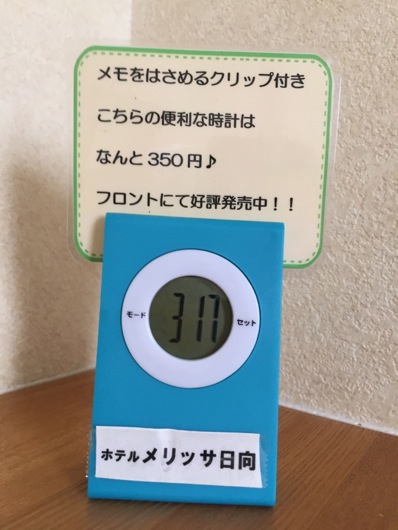 メモをはさめるクリップ付き
こちらの便利な時計は
なんと350円♪
フロントにて好評発売中！！
モード
317
セット
ホテルメリッサ日向